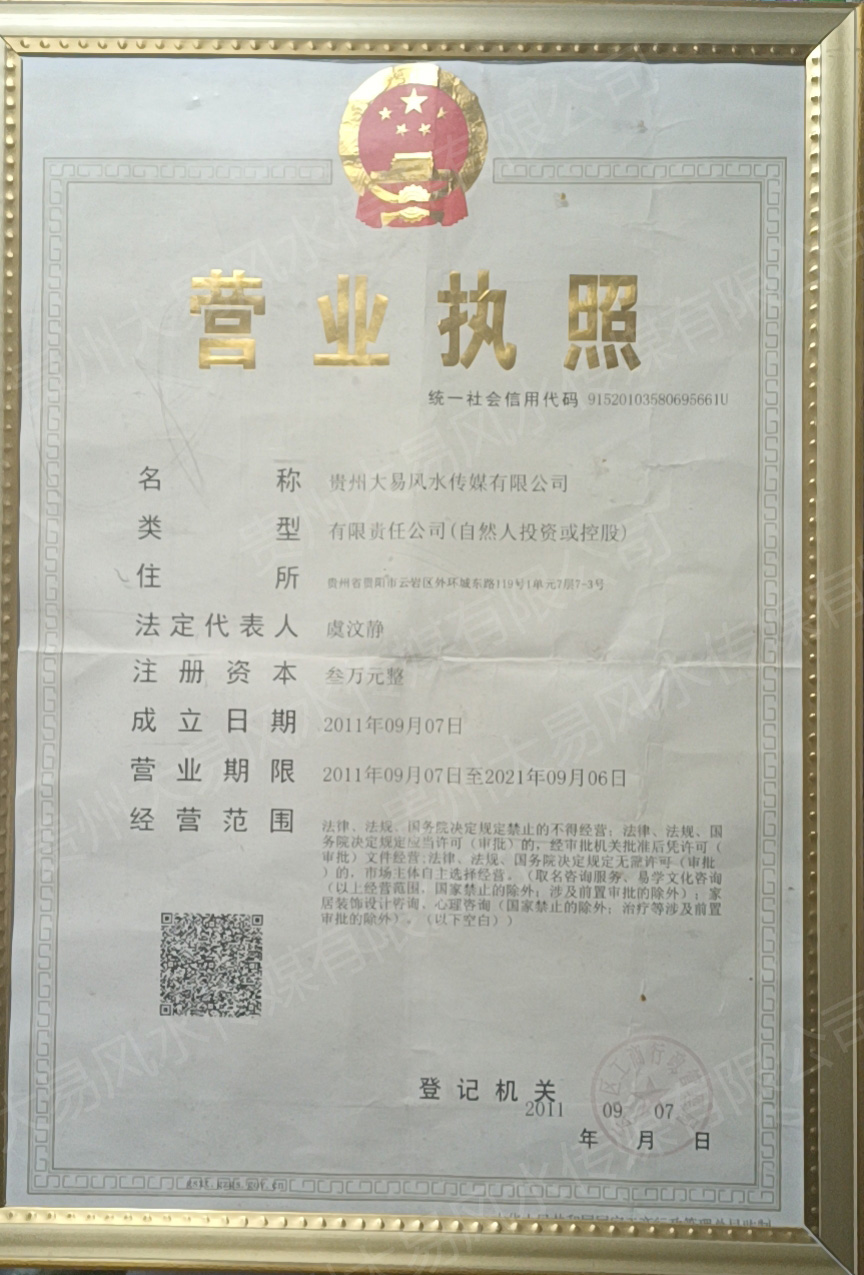 营业执照
统一社会信用代码 91520103580695661U
名称 贵州大易风水传媒有限公司
类型 有限责任公司(自然人投资或控股)
住所 贵州省贵阳市云岩区外环城东路119号1单元7层7-3号
法定代表人 虞汶静
注册资本 叁万元整
成立日期 2011年09月07日
营业期限 2011年09月07日至2021年09月06日
经营范围 法律、法规、国务院决定规定禁止的不得经营；法律、法规、国
务院决定规定应当许可（审批）的，经审批机关批准后凭许可（
审批）文件经营;法律、法规、国务院决定规定无需许可（审批
）的，市场主体自主选择经营。（取名咨询服务、易学文化咨询
（以上经营范围，国家禁止的除外；涉及前置审批的除外）；家
居装饰设计咨询、心理咨询（国家禁止的除外；治疗等涉及前置
审批的除外）。（以下空白））
登记机关
2011 09 07
年 月 日
贵州大易风水传媒有限公司